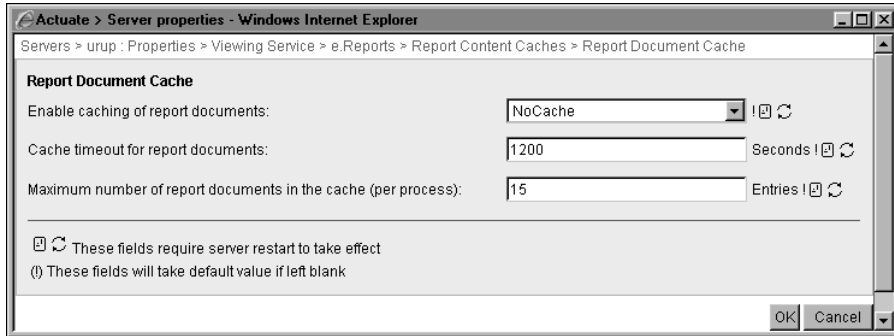 Actuate > Server properties - Windows Internet Explorer
Servers > urup : Properties > Viewing Service > e.Reports > Report Content Caches > Report Document Cache
Report Document Cache
Enable caching of report documents: NoCache !
Cache timeout for report documents: 1200 Seconds !
Maximum number of report documents in the cache (per process): 15 Entries !
These fields require server restart to take effect
(!) These fields will take default value if left blank
OK Cancel